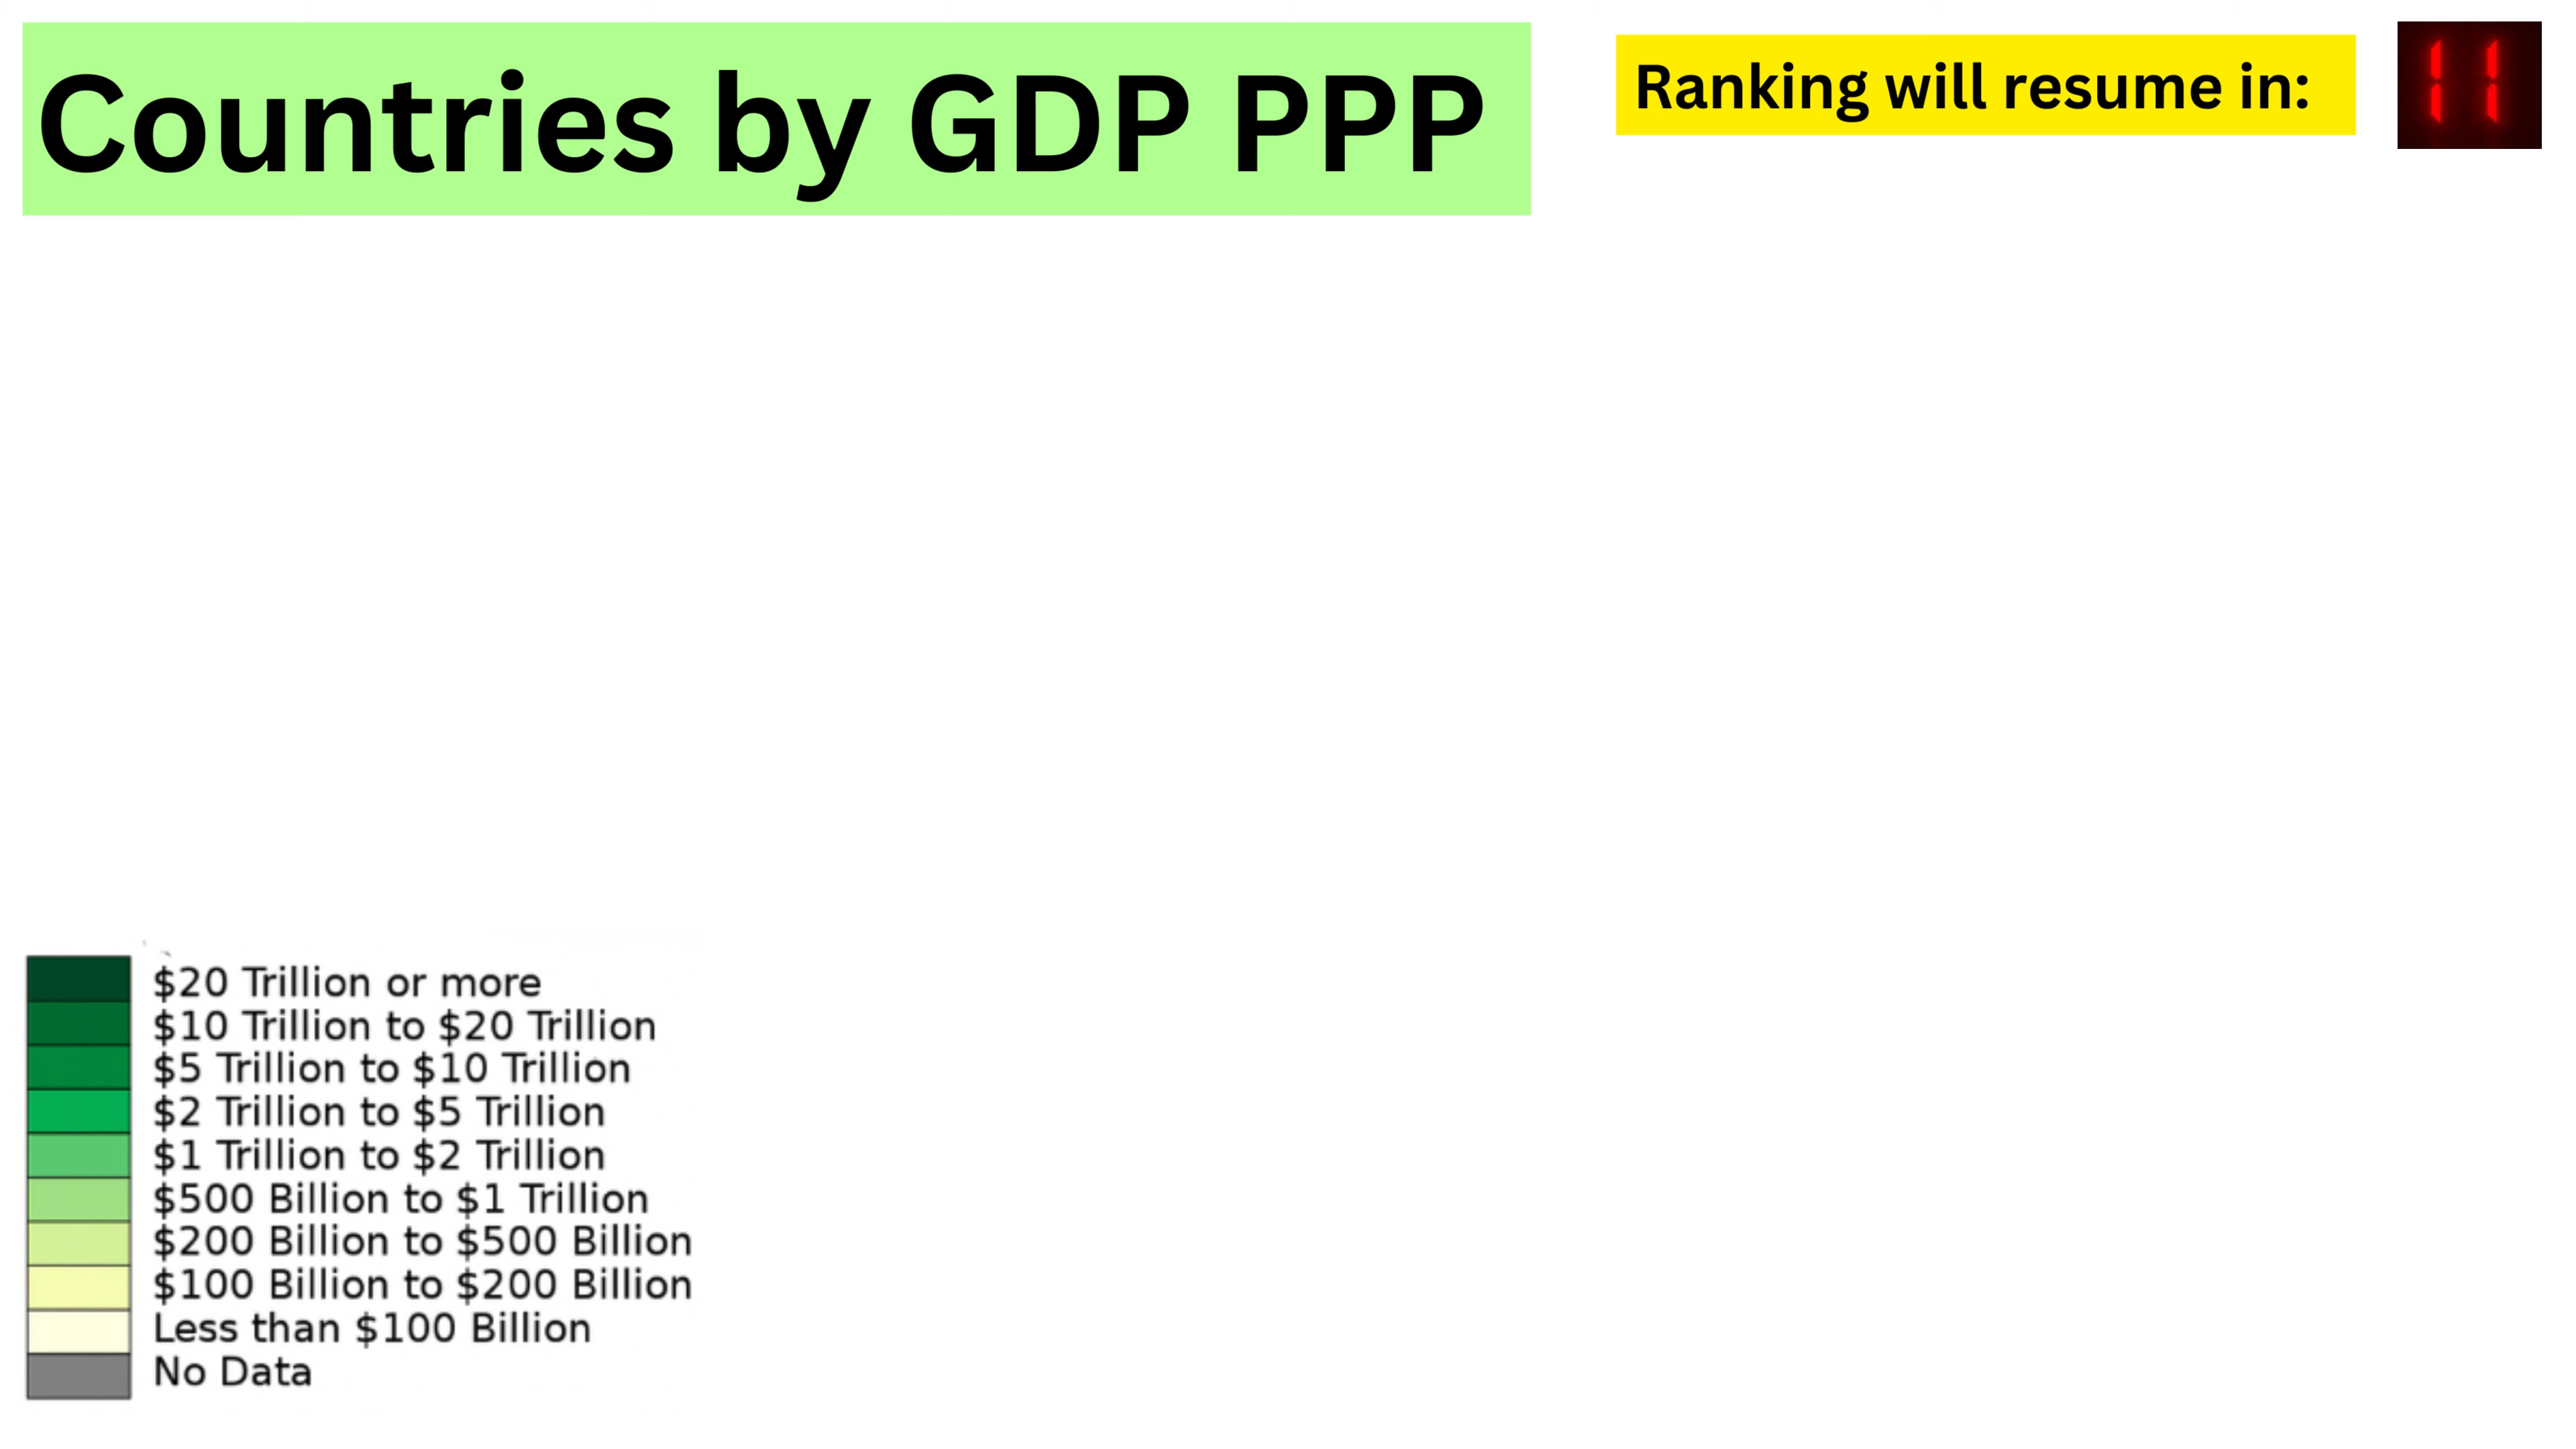 Countries by GDP PPP
Ranking will resume in:
11
$20 Trillion or more
$10 Trillion to $20 Trillion
$5 Trillion to $10 Trillion
$2 Trillion to $5 Trillion
$1 Trillion to $2 Trillion
$500 Billion to $1 Trillion
$200 Billion to $500 Billion
$100 Billion to $200 Billion
Less than $100 Billion
No Data